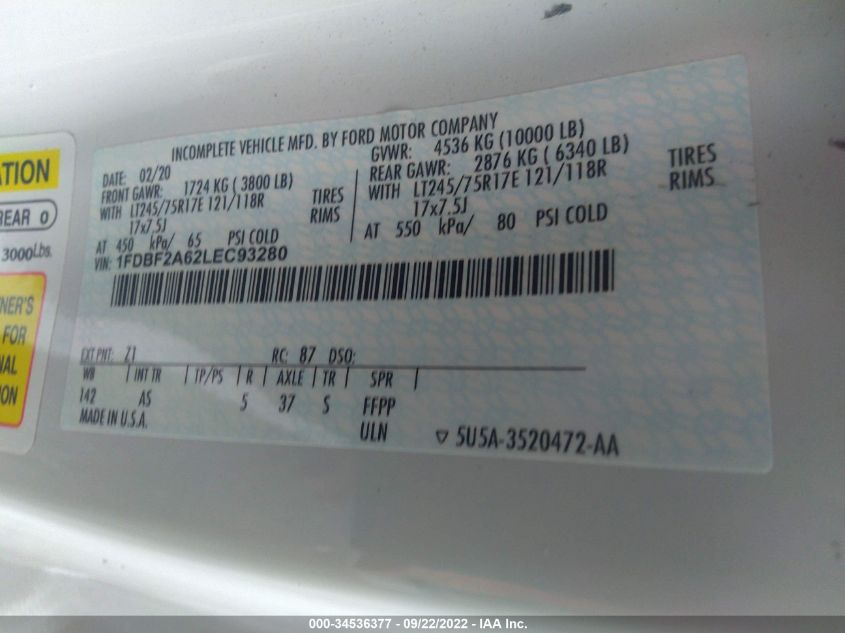 INCOMPLETE VEHICLE MFD. BY FORD MOTOR COMPANY
DATE: 02/20 GVWR: 4536 KG (10000 LB)
FRONT GAWR: 1724 KG ( 3800 LB) REAR GAWR: 2876 KG ( 6340 LB)
WITH LT245/75R17E 121/118R TIRES WITH LT245/75R17E 121/118R TIRES
17x7.5J RIMS 17x7.5J RIMS
AT 450 kPa/ 65 PSI COLD AT 550 kPa/ 80 PSI COLD
VIN: 1FDBF2A62LEC93280
EXT PNT: Z1 RC: 87 DSO:
WB INT TR TP/PS R AXLE TR SPR
142 AS 5 37 S FFPP
MADE IN U.S.A. ULN
5U5A-3520472-AA
ATION
REAR 0
3000Lbs.
NER'S
FOR
NAL
ON
000-34536377 - 09/22/2022 - IAA Inc.